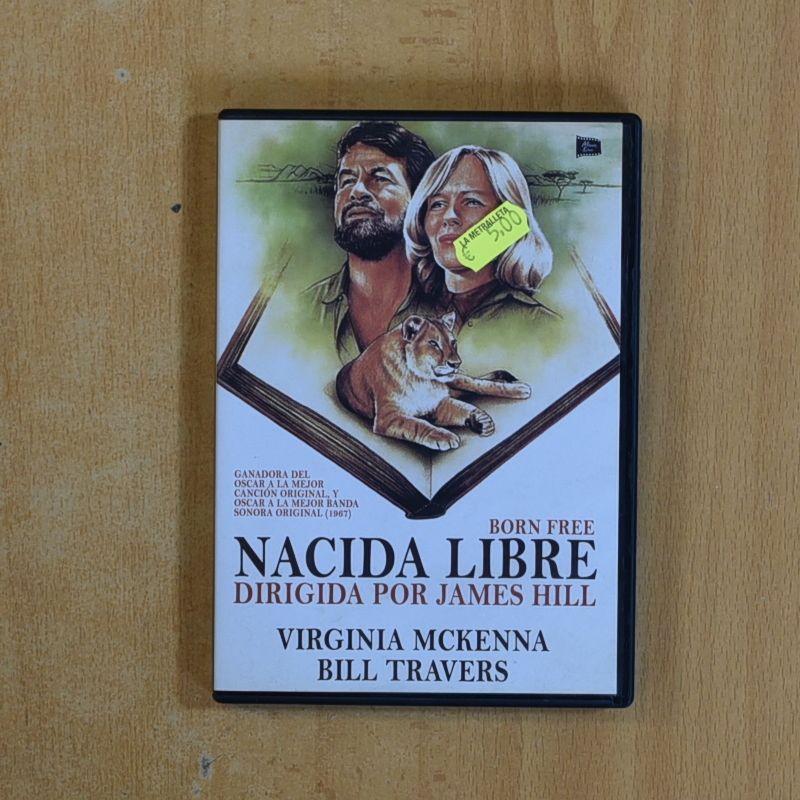 LA METRALLETA
€ 5,00
GANADORA DEL
OSCAR A LA MEJOR
CANCIÓN ORIGINAL, Y
OSCAR A LA MEJOR BANDA
SONORA ORIGINAL (1967)
BORN FREE
NACIDA LIBRE
DIRIGIDA POR JAMES HILL
VIRGINIA MCKENNA
BILL TRAVERS